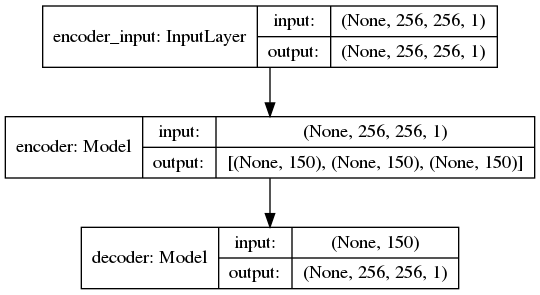 encoder_input: InputLayer
input: (None, 256, 256, 1)
output: (None, 256, 256, 1)
encoder: Model
input: (None, 256, 256, 1)
output: [(None, 150), (None, 150), (None, 150)]
decoder: Model
input: (None, 150)
output: (None, 256, 256, 1)